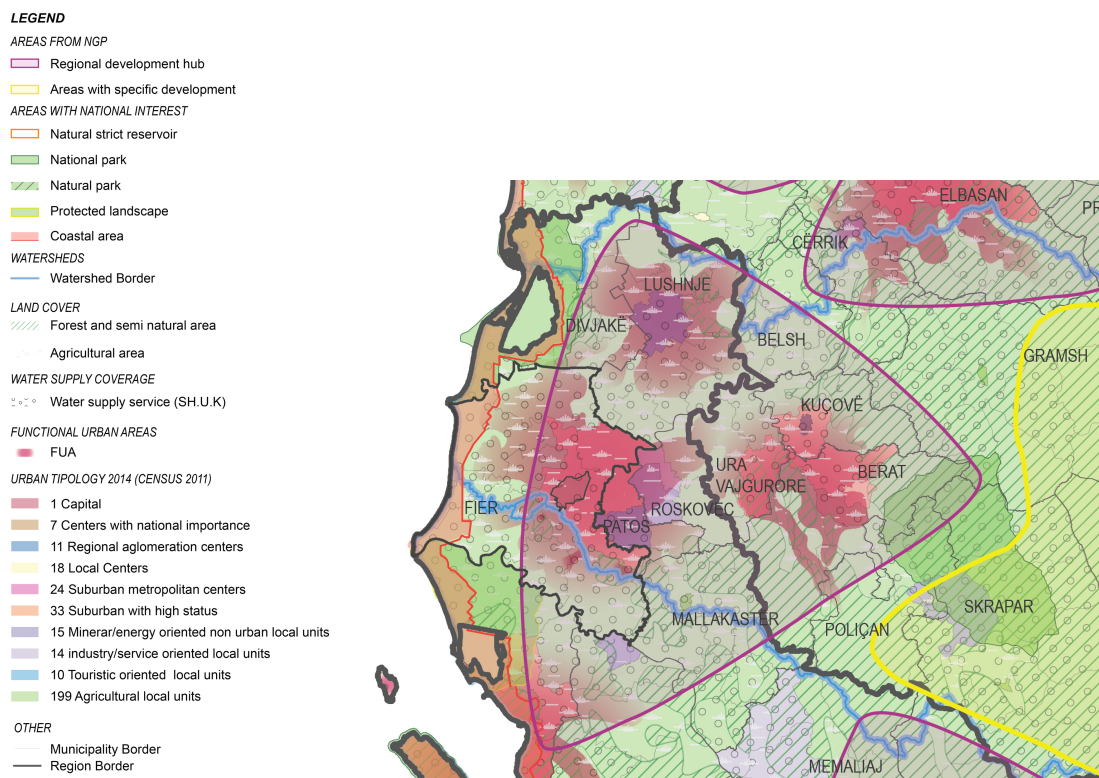 LEGEND
AREAS FROM NGP
Regional development hub
Areas with specific development
AREAS WITH NATIONAL INTEREST
Natural strict reservoir
National park
Natural park
Protected landscape
Coastal area
WATERSHEDS
Watershed Border
LAND COVER
Forest and semi natural area
Agricultural area
WATER SUPPLY COVERAGE
Water supply service (SH.U.K)
FUNCTIONAL URBAN AREAS
FUA
URBAN TIPOLOGY 2014 (CENSUS 2011)
1 Capital
7 Centers with national importance
11 Regional aglomeration centers
18 Local Centers
24 Suburban metropolitan centers
33 Suburban with high status
15 Minerar/energy oriented non urban local units
14 industry/service oriented local units
10 Touristic oriented local units
199 Agricultural local units
OTHER
Municipality Border
Region Border
ELBASAN
PR
CËRRIK
LUSHNJE
DIVJAKË
BELSH
GRAMSH
KUÇOVË
URA
VAJGURORE
BERAT
FIER
ROSKOVEC
PATOS
SKRAPAR
MALLAKASTER
POLIÇAN
MEMALIAJ